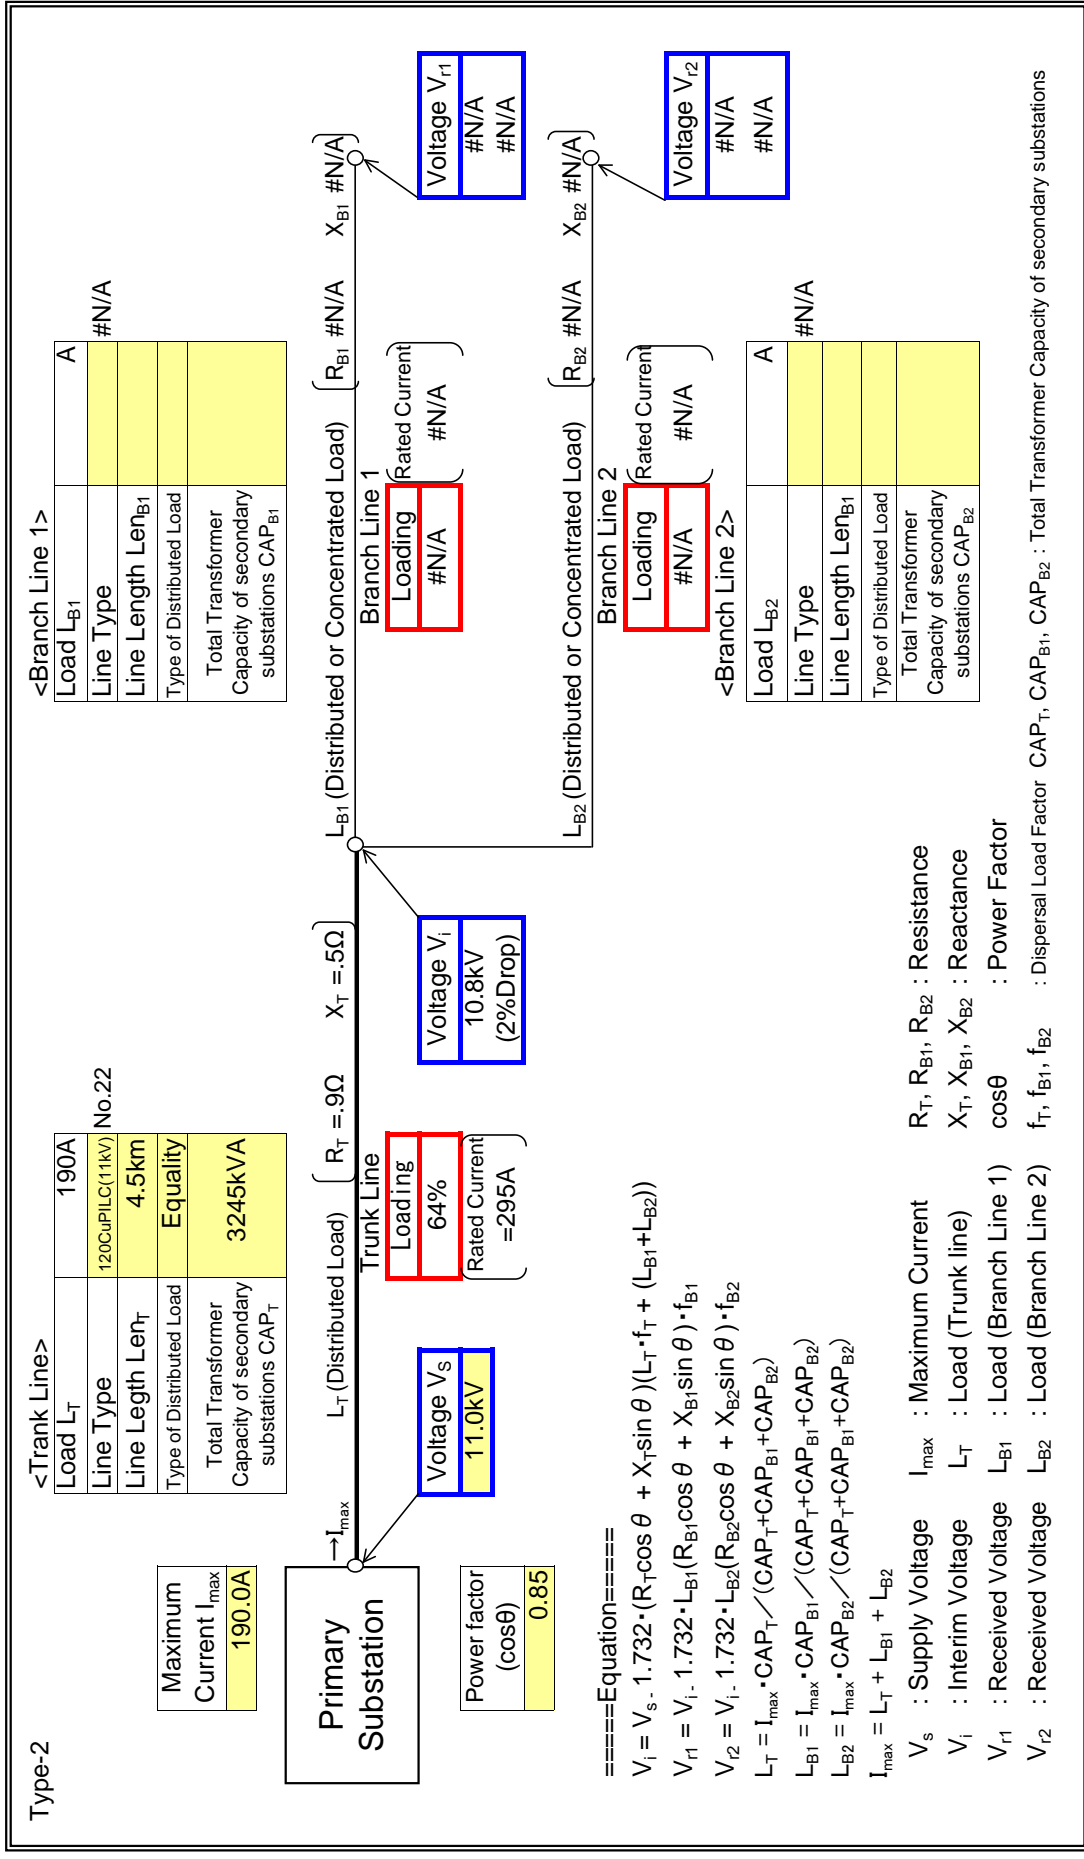 Type-2
Maximum
Current Imax
190.0A
<Trank Line>
Load LT 190A
Line Type 120CuPILC(11kV) No.22
Line Legth LenT 4.5km
Type of Distributed Load Equality
Total Transformer
Capacity of secondary
substations CAPT
3245kVA
<Branch Line 1>
Load LB1 A
Line Type #N/A
Line Length LenB1
Type of Distributed Load
Total Transformer
Capacity of secondary
substations CAPB1
Primary
Substation
→Imax
LT (Distributed Load)
RT =.9Ω XT =.5Ω
LB1 (Distributed or Concentrated Load)
RB1 #N/A XB1 #N/A
Trunk Line
Loading
64%
Rated Current
=295A
Branch Line 1
Loading
#N/A
Rated Current
#N/A
Voltage VS
11.0kV
Voltage Vi
10.8kV
(2%Drop)
Voltage Vr1
#N/A
#N/A
Power factor
(cosθ)
0.85
LB2 (Distributed or Concentrated Load)
RB2 #N/A XB2 #N/A
Branch Line 2
Loading
#N/A
Rated Current
#N/A
Voltage Vr2
#N/A
#N/A
<Branch Line 2>
Load LB2 A
Line Type #N/A
Line Length LenB1
Type of Distributed Load
Total Transformer
Capacity of secondary
substations CAPB2
=====Equation=====
Vi = Vs - 1.732・(RTcosθ + XTsinθ)(LT・fT + (LB1+LB2))
Vr1 = Vi - 1.732・LB1(RB1cosθ + XB1sinθ)・fB1
Vr2 = Vi - 1.732・LB2(RB2cosθ + XB2sinθ)・fB2
LT = Imax・CAPT／(CAPT+CAPB1+CAPB2)
LB1 = Imax・CAPB1／(CAPT+CAPB1+CAPB2)
LB2 = Imax・CAPB2／(CAPT+CAPB1+CAPB2)
Imax = LT + LB1 + LB2
Vs : Supply Voltage Imax : Maximum Current RT, RB1, RB2 : Resistance
Vi : Interim Voltage LT : Load (Trunk line) XT, XB1, XB2 : Reactance
Vr1 : Received Voltage LB1 : Load (Branch Line 1) cosθ : Power Factor
Vr2 : Received Voltage LB2 : Load (Branch Line 2) fT, fB1, fB2 : Dispersal Load Factor CAPT, CAPB1, CAPB2 : Total Transformer Capacity of secondary substations